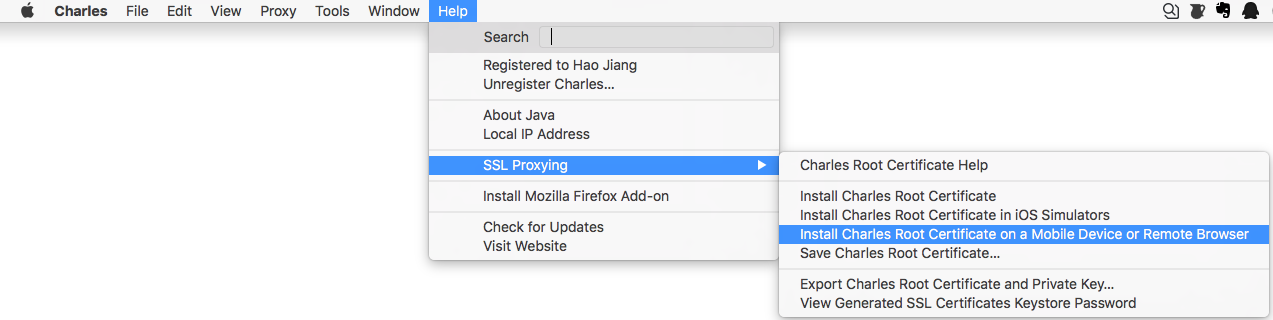 Charles File Edit View Proxy Tools Window Help
Search
Registered to Hao Jiang
Unregister Charles...
About Java
Local IP Address
SSL Proxying
Install Mozilla Firefox Add-on
Check for Updates
Visit Website
Charles Root Certificate Help
Install Charles Root Certificate
Install Charles Root Certificate in iOS Simulators
Install Charles Root Certificate on a Mobile Device or Remote Browser
Save Charles Root Certificate...
Export Charles Root Certificate and Private Key...
View Generated SSL Certificates Keystore Password